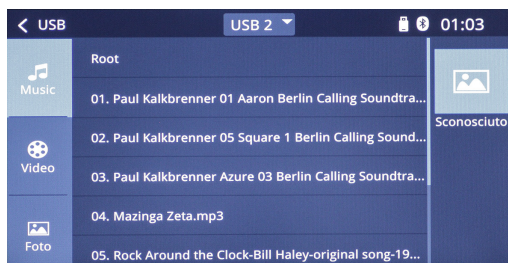 USB
USB 2
01:03
Music
Video
Foto
Root
01. Paul Kalkbrenner 01 Aaron Berlin Calling Soundtra...
02. Paul Kalkbrenner 05 Square 1 Berlin Calling Sound...
03. Paul Kalkbrenner Azure 03 Berlin Calling Soundtra...
04. Mazinga Zeta.mp3
05. Rock Around the Clock-Bill Haley-original song-19...
Sconosciuto